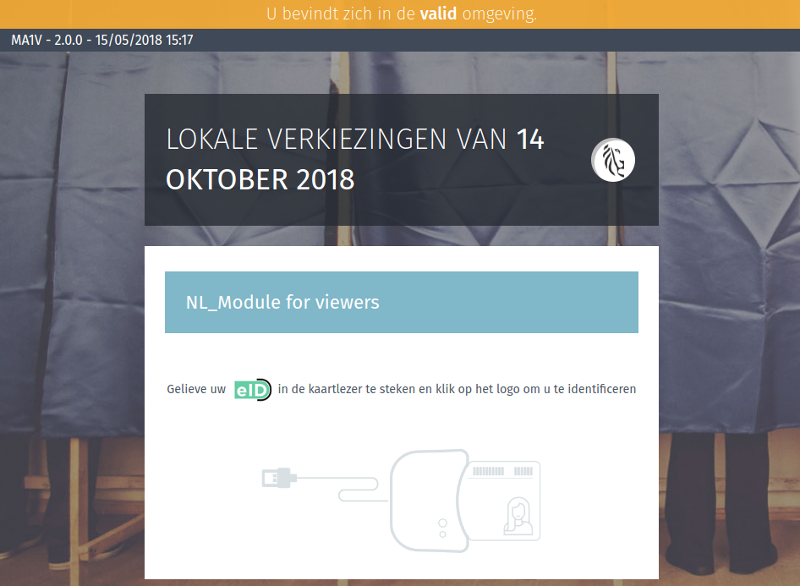 U bevindt zich in de valid omgeving.
MA1V - 2.0.0 - 15/05/2018 15:17
LOKALE VERKIEZINGEN VAN 14
OKTOBER 2018
NL_Module for viewers
Gelieve uw eID in de kaartlezer te steken en klik op het logo om u te identificeren